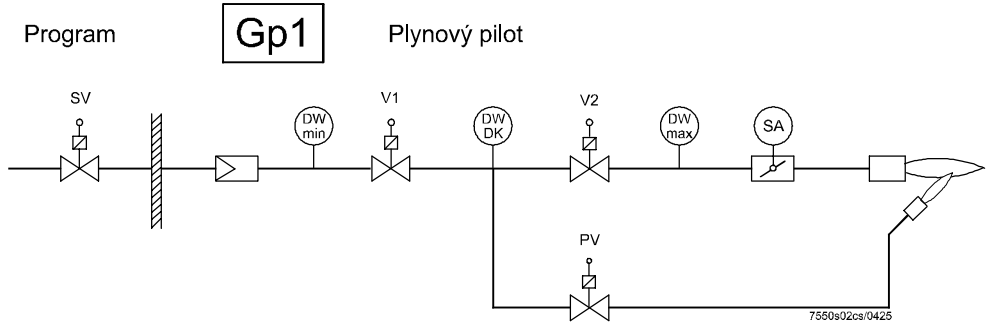 Program Gp1 Plynový pilot
SV V1 V2
DW min DW DK DW max SA
PV
7550s02cs/0425